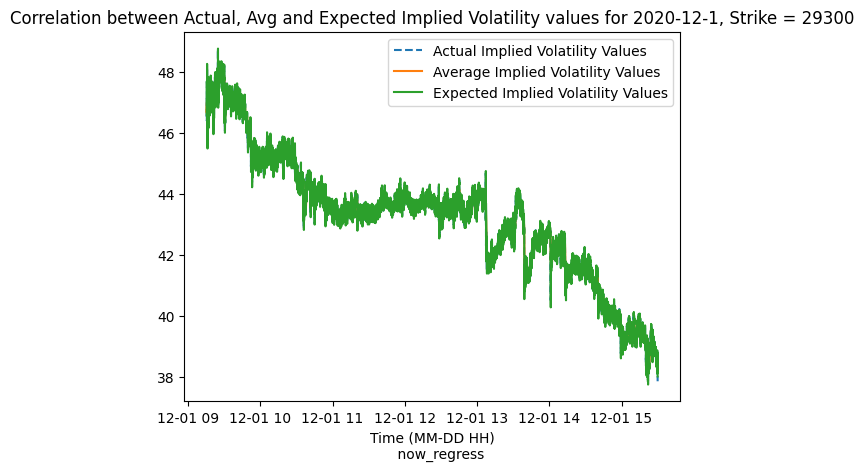 Correlation between Actual, Avg and Expected Implied Volatility values for 2020-12-1, Strike = 29300
Actual Implied Volatility Values
Average Implied Volatility Values
Expected Implied Volatility Values
48
46
44
42
40
38
12-01 09 12-01 10 12-01 11 12-01 12 12-01 13 12-01 14 12-01 15
Time (MM-DD HH)
now_regress